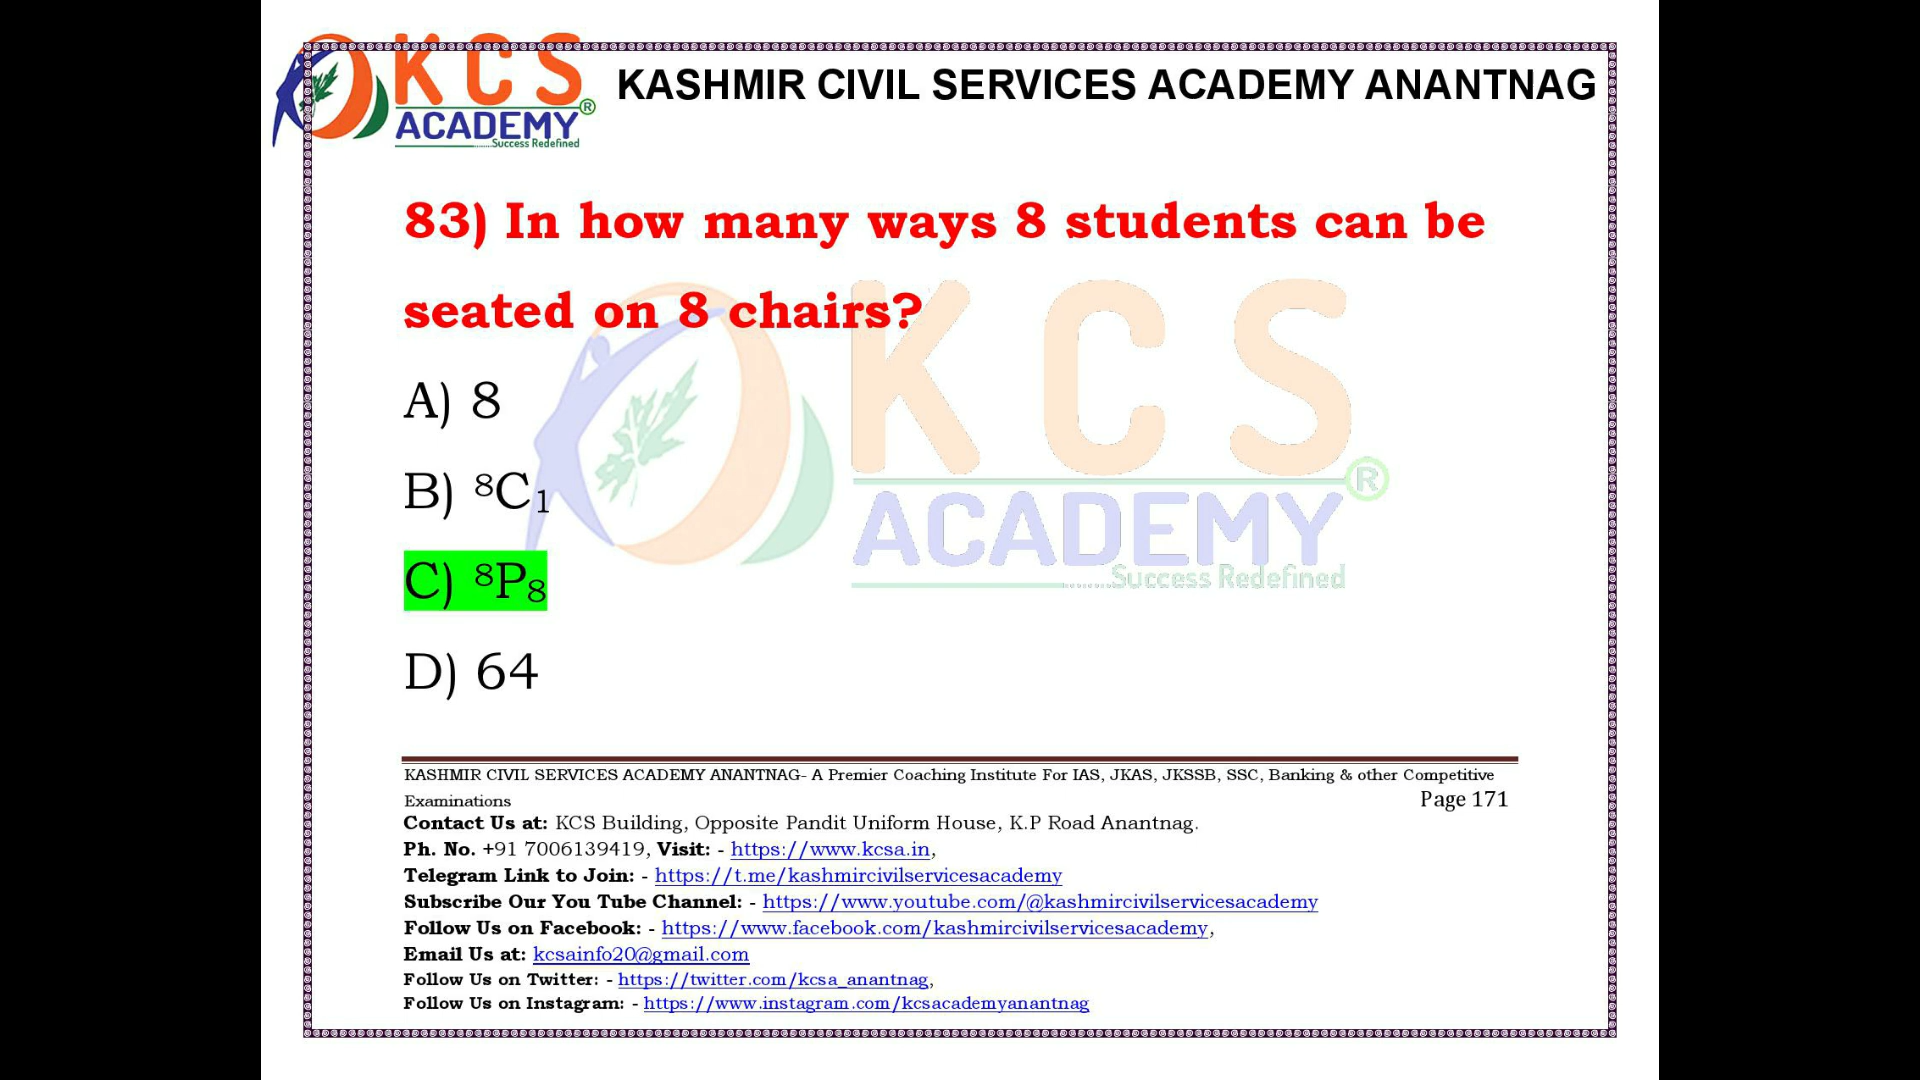 KCS
ACADEMY®
........Success Redefined
KASHMIR CIVIL SERVICES ACADEMY ANANTNAG
83) In how many ways 8 students can be
seated on 8 chairs?
A) 8
B) ⁸C₁
C) ⁸P₈
D) 64
KCS
ACADEMY®
........Success Redefined
KASHMIR CIVIL SERVICES ACADEMY ANANTNAG- A Premier Coaching Institute For IAS, JKAS, JKSSB, SSC, Banking & other Competitive
Examinations Page 171
Contact Us at: KCS Building, Opposite Pandit Uniform House, K.P Road Anantnag.
Ph. No. +91 7006139419, Visit: - https://www.kcsa.in,
Telegram Link to Join: - https://t.me/kashmircivilservicesacademy
Subscribe Our You Tube Channel: - https://www.youtube.com/@kashmircivilservicesacademy
Follow Us on Facebook: - https://www.facebook.com/kashmircivilservicesacademy,
Email Us at: kcsainfo20@gmail.com
Follow Us on Twitter: - https://twitter.com/kcsa_anantnag,
Follow Us on Instagram: - https://www.instagram.com/kcsacademyanantnag